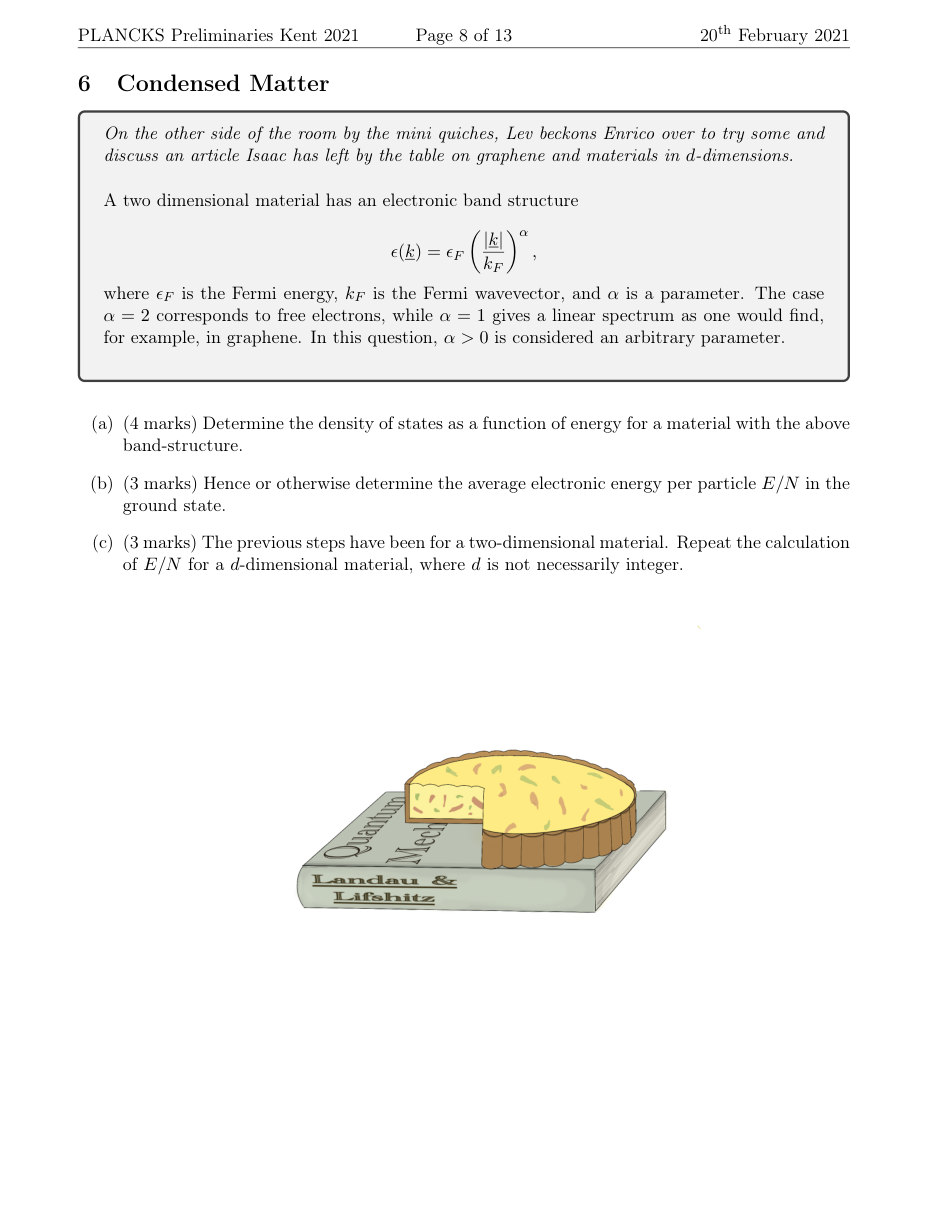 PLANCKS Preliminaries Kent 2021 Page 8 of 13 20th February 2021
6 Condensed Matter
On the other side of the room by the mini quiches, Lev beckons Enrico over to try some and
discuss an article Isaac has left by the table on graphene and materials in d-dimensions.
A two dimensional material has an electronic band structure
ϵ(k) = ϵF (|k|/kF)^α ,
where ϵF is the Fermi energy, kF is the Fermi wavevector, and α is a parameter. The case
α = 2 corresponds to free electrons, while α = 1 gives a linear spectrum as one would find,
for example, in graphene. In this question, α > 0 is considered an arbitrary parameter.
(a) (4 marks) Determine the density of states as a function of energy for a material with the above
band-structure.
(b) (3 marks) Hence or otherwise determine the average electronic energy per particle E/N in the
ground state.
(c) (3 marks) The previous steps have been for a two-dimensional material. Repeat the calculation
of E/N for a d-dimensional material, where d is not necessarily integer.
Quantum
Mech
Landau &
Lifshitz